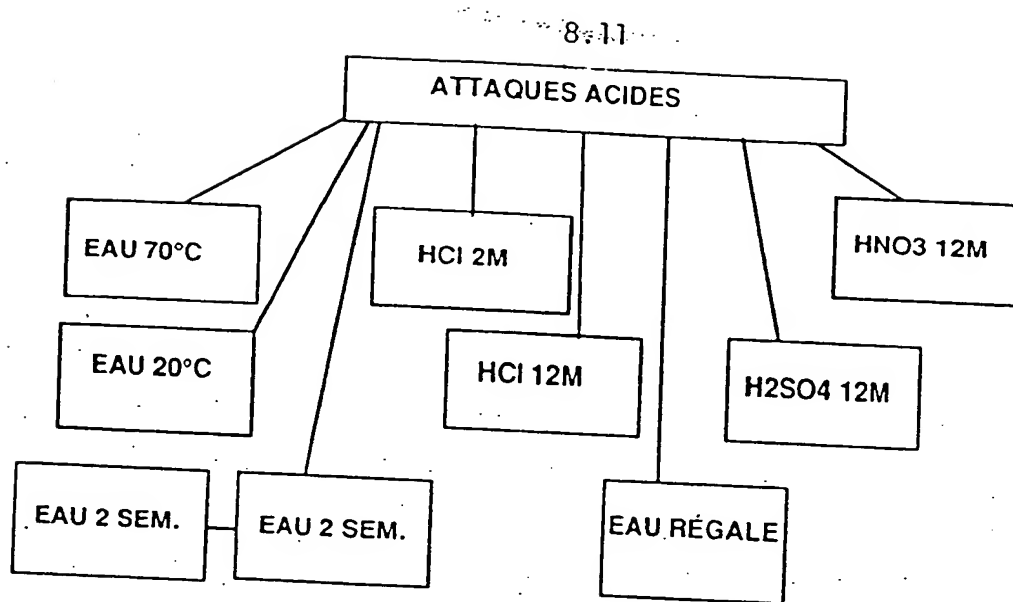 8.11
ATTAQUES ACIDES
EAU 70°C
HCl 2M
HNO3 12M
EAU 20°C
HCl 12M
H2SO4 12M
EAU 2 SEM.
EAU 2 SEM.
EAU RÉGALE